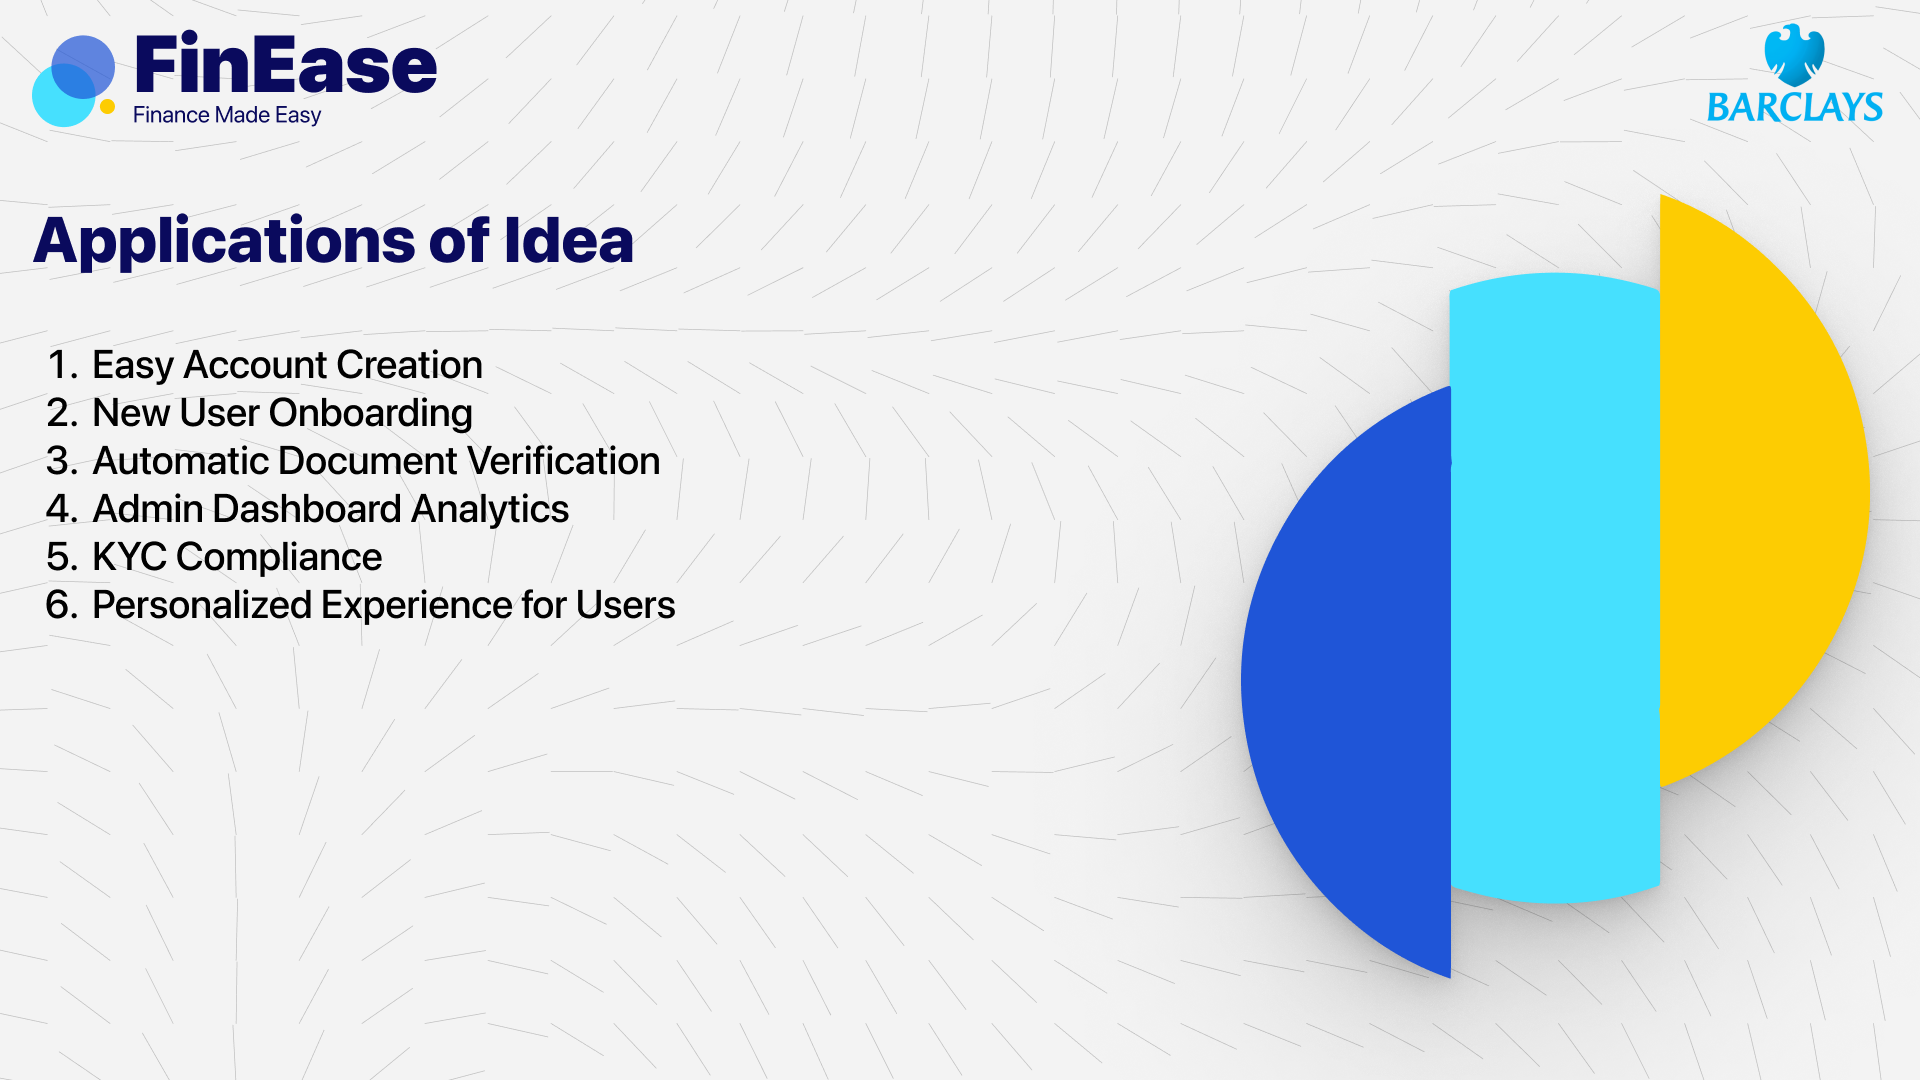 FinEase
Finance Made Easy
BARCLAYS
Applications of Idea
1. Easy Account Creation
2. New User Onboarding
3. Automatic Document Verification
4. Admin Dashboard Analytics
5. KYC Compliance
6. Personalized Experience for Users